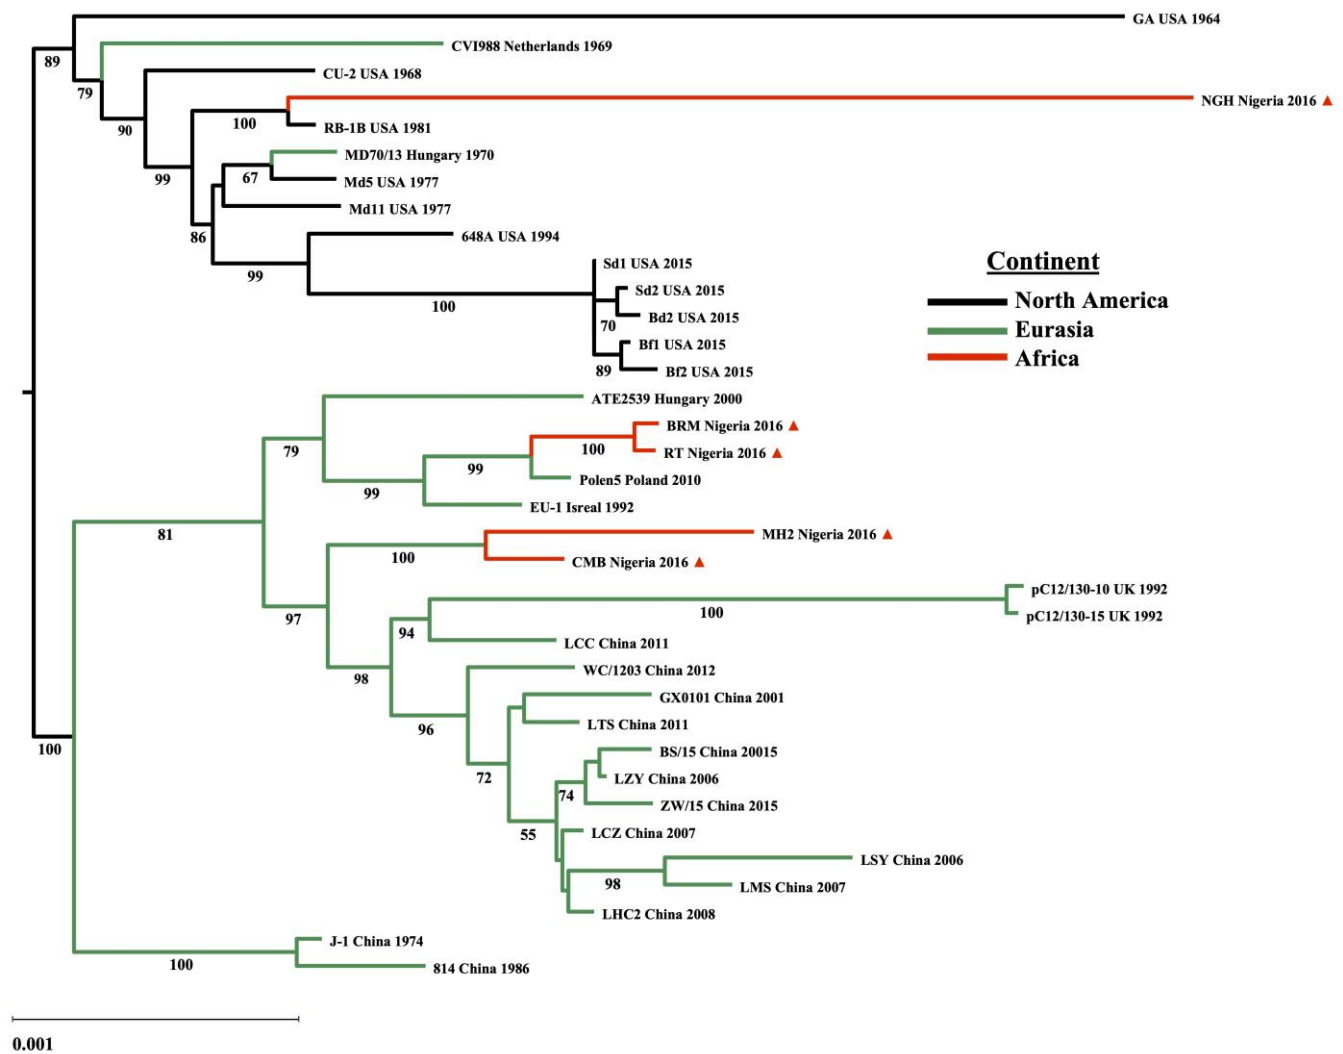 GA USA 1964
CVI988 Netherlands 1969
89
CU-2 USA 1968
79
NGH Nigeria 2016
100
RB-1B USA 1981
90
MD70/13 Hungary 1970
67
Md5 USA 1977
99
Md11 USA 1977
86
648A USA 1994
Continent
Sd1 USA 2015
99
Sd2 USA 2015
North America
100
Bd2 USA 2015
70
Eurasia
Bf1 USA 2015
Africa
89
Bf2 USA 2015
ATE2539 Hungary 2000
BRM Nigeria 2016
79
100
RT Nigeria 2016
99
Polen5 Poland 2010
99
EU-1 Isreal 1992
81
MH2 Nigeria 2016
100
CMB Nigeria 2016
pC12/130-10 UK 1992
100
97
pC12/130-15 UK 1992
94
LCC China 2011
98
WC/1203 China 2012
GX0101 China 2001
96
LTS China 2011
100
BS/15 China 20015
72
LZY China 2006
74
ZW/15 China 2015
55
LCZ China 2007
LSY China 2006
98
LMS China 2007
LHC2 China 2008
J-1 China 1974
100
814 China 1986
0.001